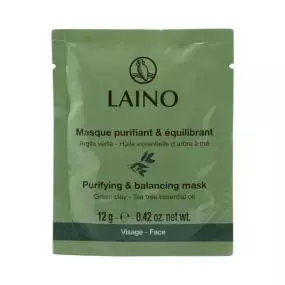 LAINO
Masque purifiant & équilibrant
Argile verte - Huile essentielle d'arbre à thé
Purifying & balancing mask
Green clay - Tea tree essential oil
12 g - e - 0.42 oz. net wt.
Visage - Face